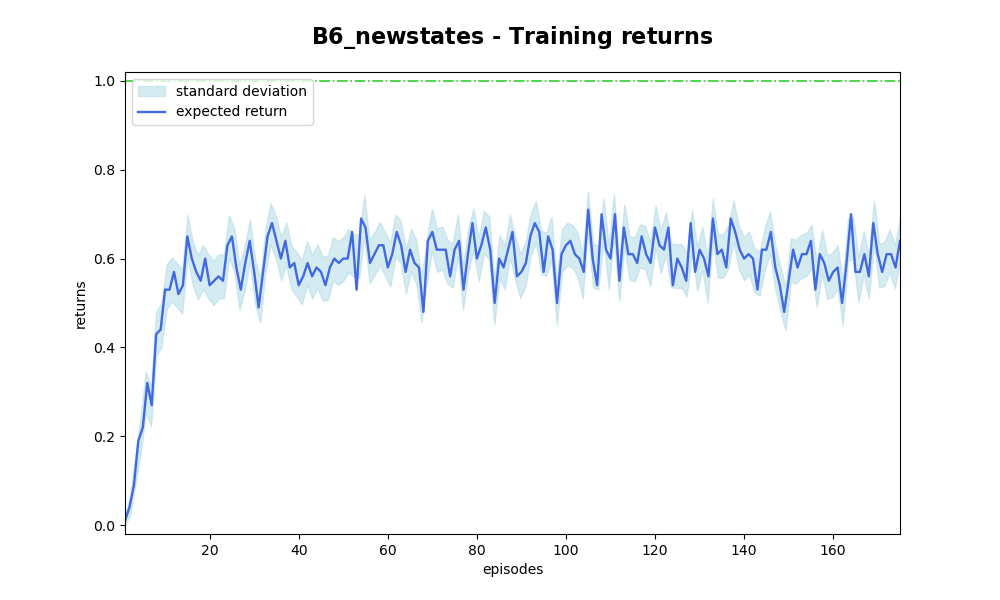 B6_newstates - Training returns
1.0
0.8
0.6
0.4
0.2
0.0
returns
standard deviation
expected return
20 40 60 80 100 120 140 160
episodes